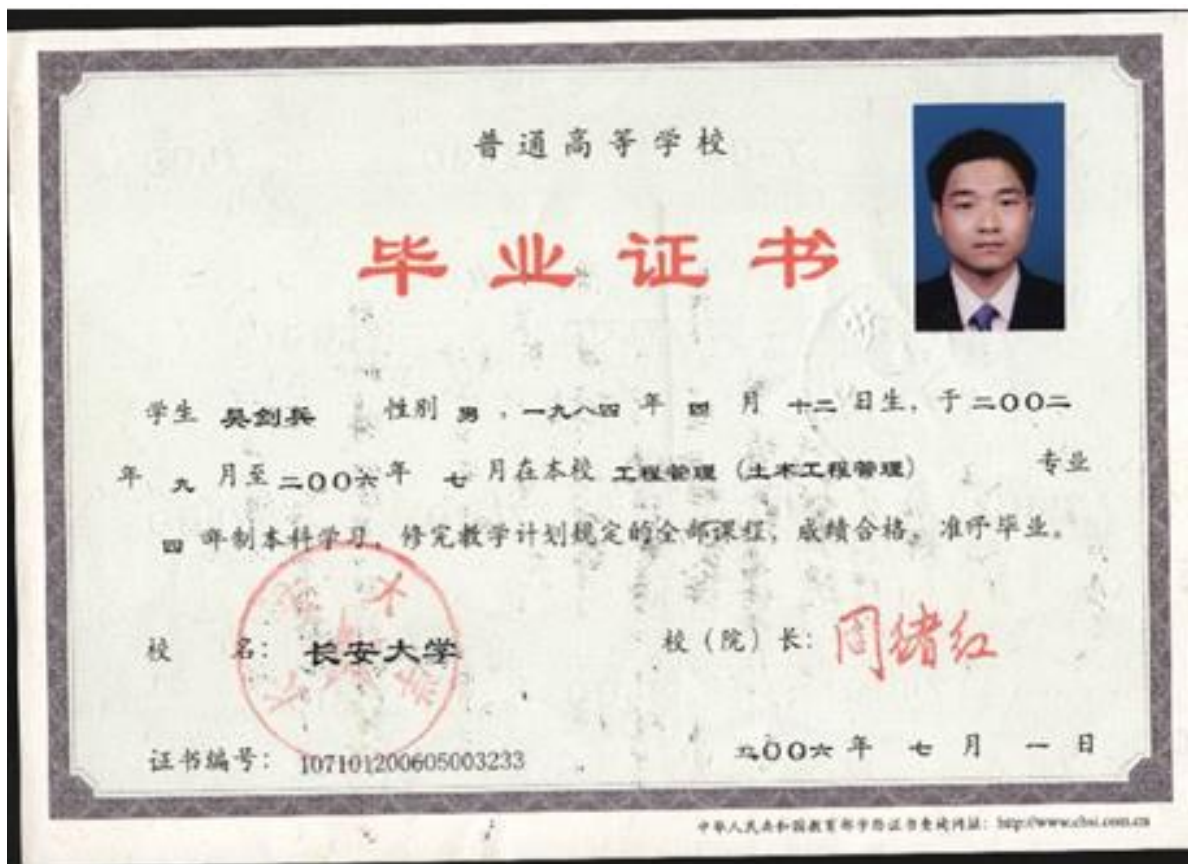 普通高等学校
毕业证书
学生 吴剑兵 性别 男，一九八四 年 四 月 十二 日生，于 二〇〇二
年 九 月至 二〇〇六 年 七 月在本校 工程管理（土木工程管理） 专业
四 年制本科学习，修完教学计划规定的全部课程，成绩合格，准予毕业。
校 名： 长安大学 校（院）长： 周绪红
证书编号： 107101200605003233 二〇〇六 年 七 月 一 日
中华人民共和国教育部学历证书查询网址：http://www.chsi.com.cn